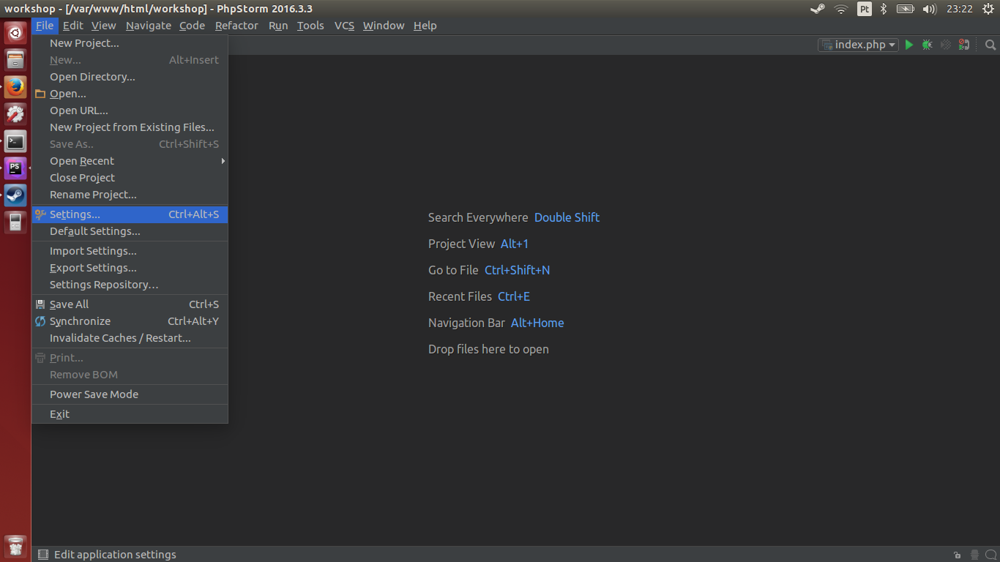 workshop - [/var/www/html/workshop] - PhpStorm 2016.3.3
Pt
23:22
File Edit View Navigate Code Refactor Run Tools VCS Window Help
index.php
New Project...
New... Alt+Insert
Open Directory...
Open...
Open URL...
New Project from Existing Files...
Save As.. Ctrl+Shift+S
Open Recent
Close Project
Rename Project...
Settings... Ctrl+Alt+S
Default Settings...
Import Settings...
Export Settings...
Settings Repository...
Save All Ctrl+S
Synchronize Ctrl+Alt+Y
Invalidate Caches / Restart...
Print...
Remove BOM
Power Save Mode
Exit
PS
Search Everywhere Double Shift
Project View Alt+1
Go to File Ctrl+Shift+N
Recent Files Ctrl+E
Navigation Bar Alt+Home
Drop files here to open
Edit application settings